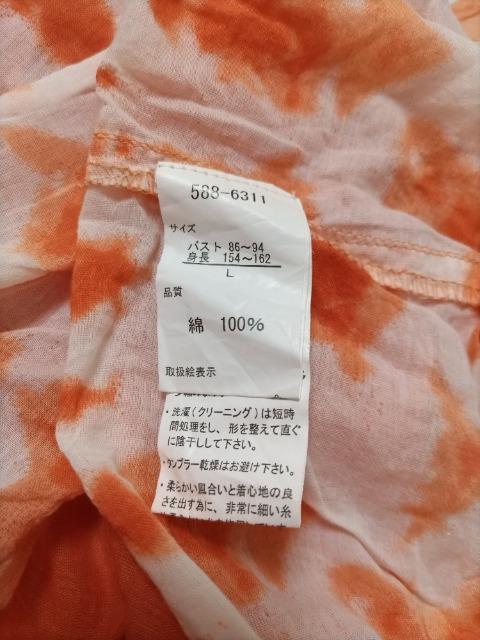 588-6311
サイズ
バスト 86～94
身長 154～162
L
品質
綿 100%
取扱絵表示
・洗濯(クリーニング)は短時
間処理をし、形を整えて直ぐ
に陰干しして下さい。
・タンブラー乾燥はお避け下さい。
・柔らかい風合いと着心地の良
さを出す為に、非常に細い糸